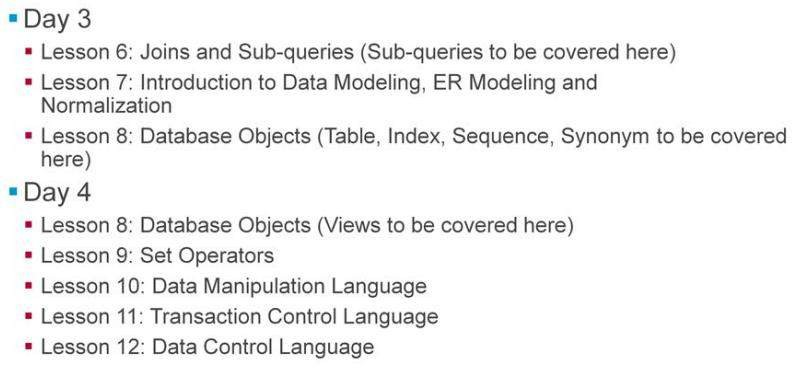 Day 3
Lesson 6: Joins and Sub-queries (Sub-queries to be covered here)
Lesson 7: Introduction to Data Modeling, ER Modeling and
Normalization
Lesson 8: Database Objects (Table, Index, Sequence, Synonym to be covered
here)
Day 4
Lesson 8: Database Objects (Views to be covered here)
Lesson 9: Set Operators
Lesson 10: Data Manipulation Language
Lesson 11: Transaction Control Language
Lesson 12: Data Control Language